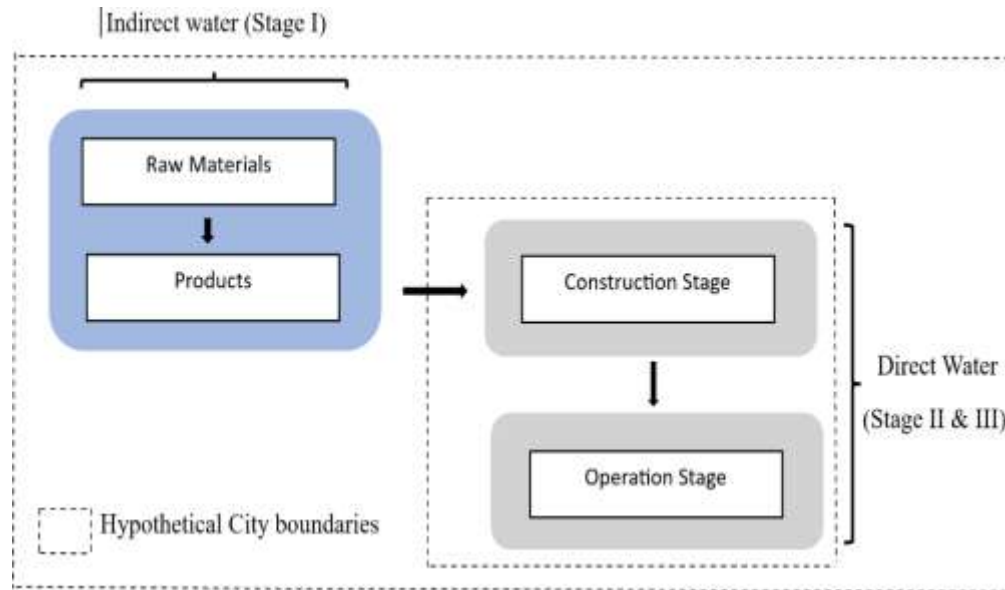 Indirect water (Stage I)
Raw Materials
Products
Construction Stage
Direct Water
(Stage II & III)
Operation Stage
Hypothetical City boundaries